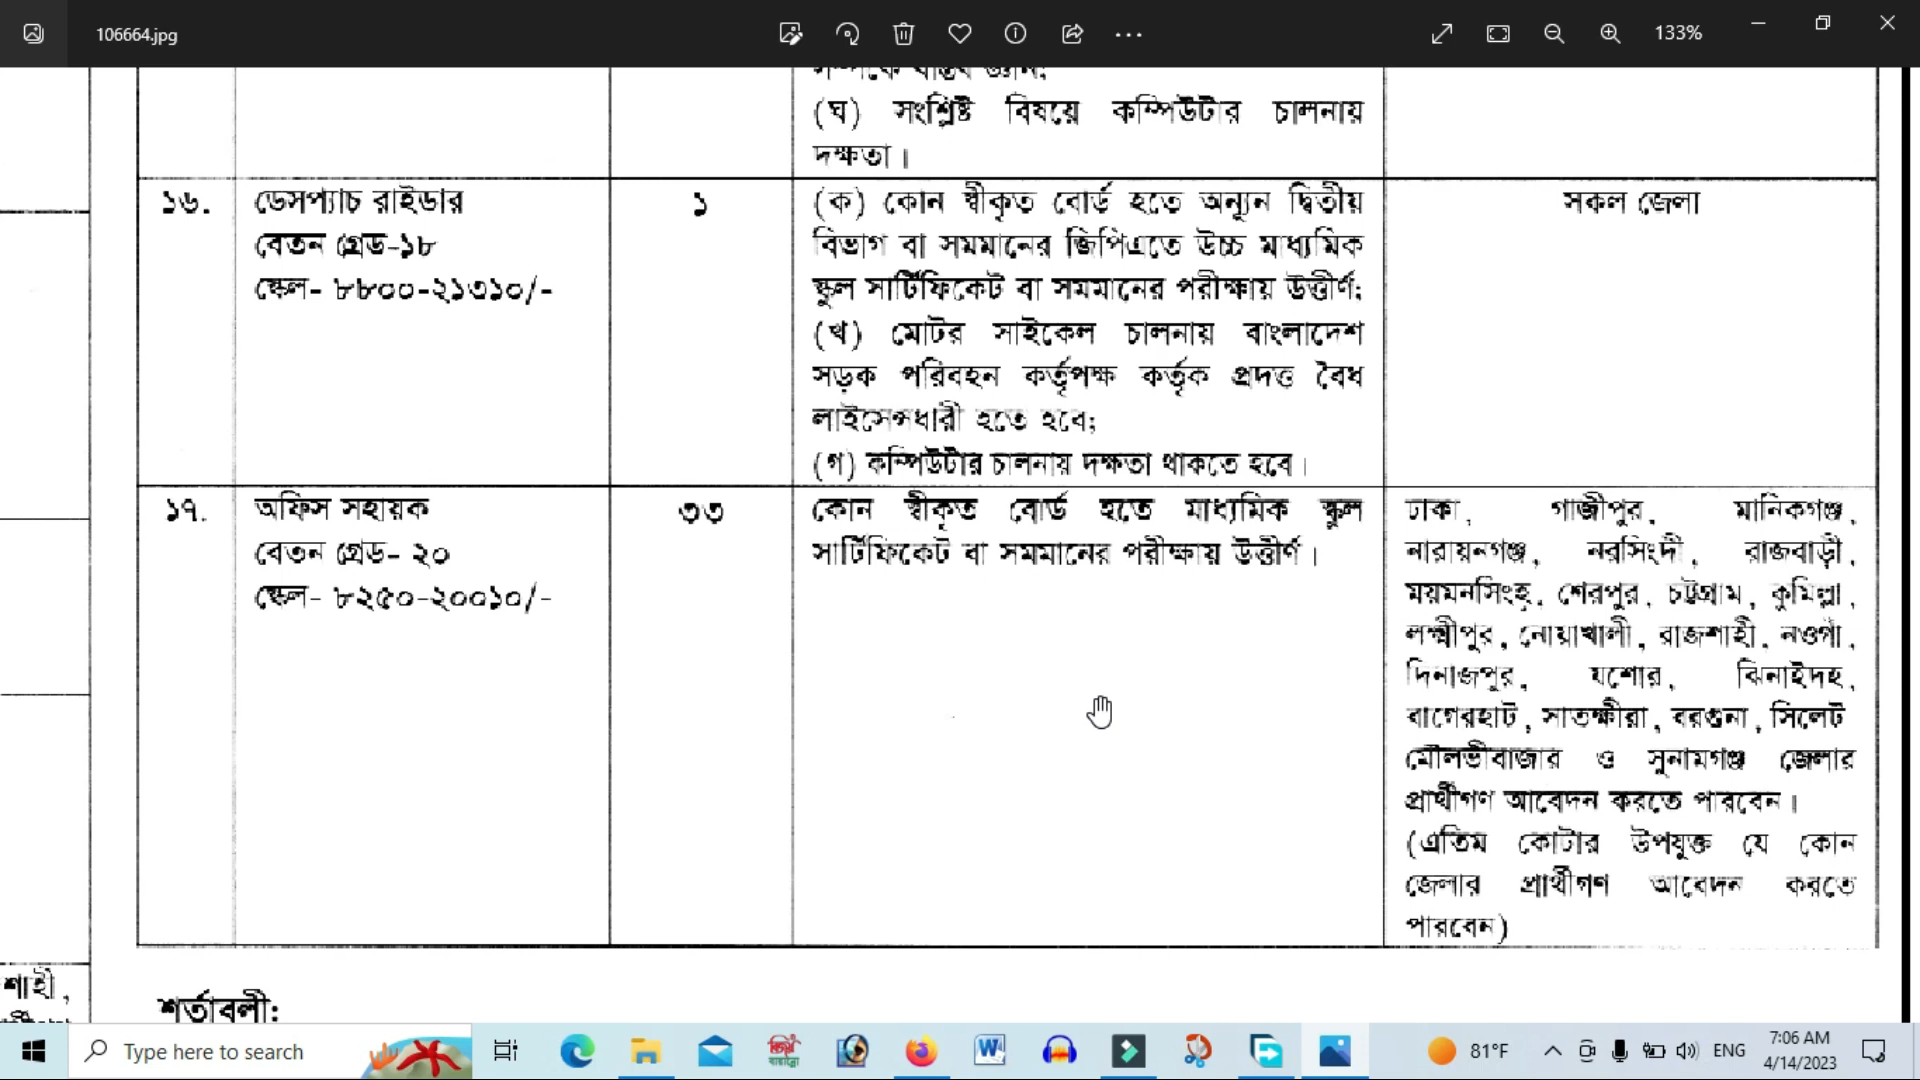 106664.jpg
133%
(ঘ) সংশ্লিষ্ট বিষয়ে কম্পিউটার চালনায়
দক্ষতা।
১৬.
ডেসপ্যাচ রাইডার
বেতন গ্রেড-১৮
স্কেল- ৮৮০০-২১৩১০/-
১
(ক) কোন স্বীকৃত বোর্ড হতে অন্যূন দ্বিতীয়
বিভাগ বা সমমানের জিপিএতে উচ্চ মাধ্যমিক
স্কুল সার্টিফিকেট বা সমমানের পরীক্ষায় উত্তীর্ণ;
(খ) মোটর সাইকেল চালনায় বাংলাদেশ
সড়ক পরিবহন কর্তৃপক্ষ কর্তৃক প্রদত্ত বৈধ
লাইসেন্সধারী হতে হবে;
(গ) কম্পিউটার চালনায় দক্ষতা থাকতে হবে।
সকল জেলা
১৭.
অফিস সহায়ক
বেতন গ্রেড- ২০
স্কেল- ৮২৫০-২০০১০/-
৩৩
কোন স্বীকৃত বোর্ড হতে মাধ্যমিক স্কুল
সার্টিফিকেট বা সমমানের পরীক্ষায় উত্তীর্ণ।
ঢাকা, গাজীপুর, মানিকগঞ্জ,
নারায়নগঞ্জ, নরসিংদী, রাজবাড়ী,
ময়মনসিংহ, শেরপুর, চট্টগ্রাম, কুমিল্লা,
লক্ষ্মীপুর, নোয়াখালী, রাজশাহী, নওগাঁ,
দিনাজপুর, যশোর, ঝিনাইদহ,
বাগেরহাট, সাতক্ষীরা, বরগুনা, সিলেট
মৌলভীবাজার ও সুনামগঞ্জ জেলার
প্রার্থীগণ আবেদন করতে পারবেন।
(এতিম কোটার উপযুক্ত যে কোন
জেলার প্রার্থীগণ আবেদন করতে
পারবেন)
শাহী,
শর্তাবলী:
Type here to search
81°F
ENG
7:06 AM
4/14/2023